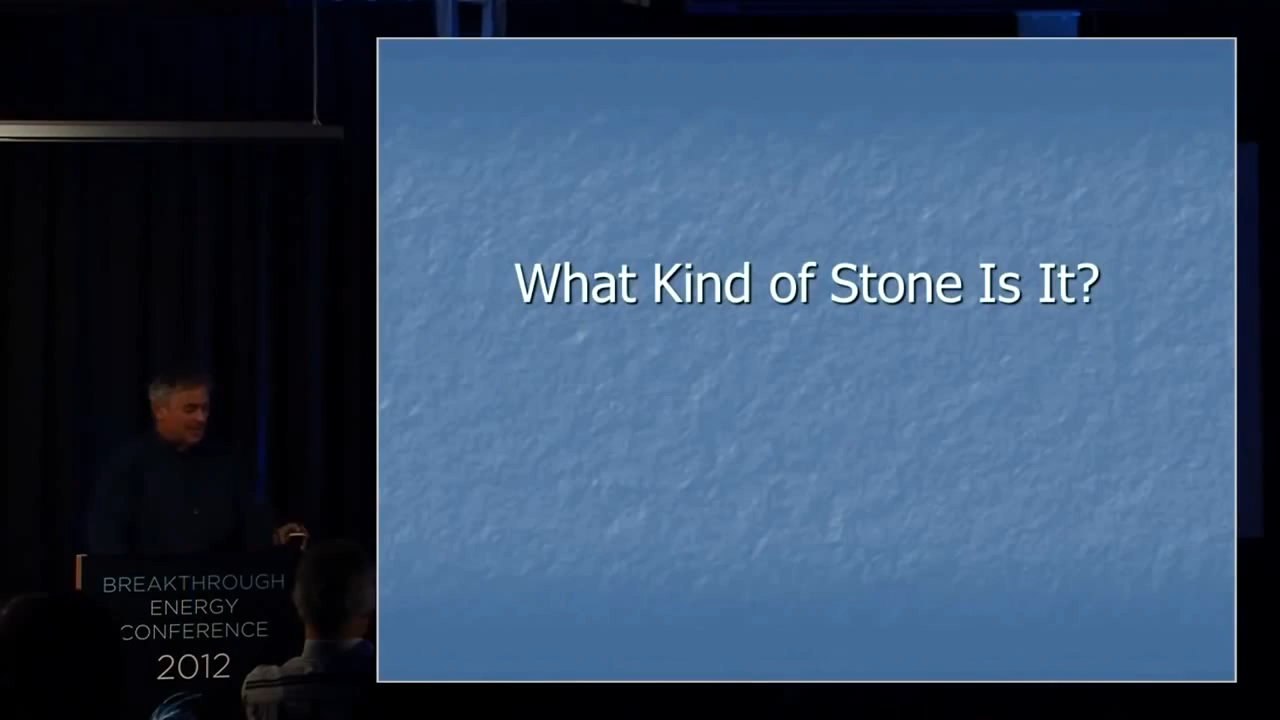 What Kind of Stone Is It?
BREAKTHROUGH
ENERGY
CONFERENCE
2012